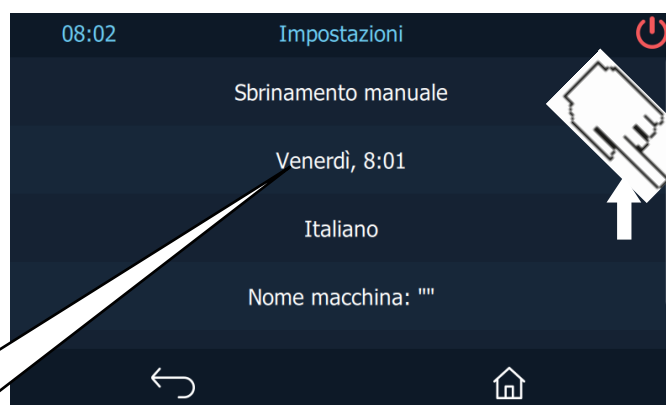 08:02 Impostazioni
Sbrinamento manuale
Venerdì, 8:01
Italiano
Nome macchina: ""